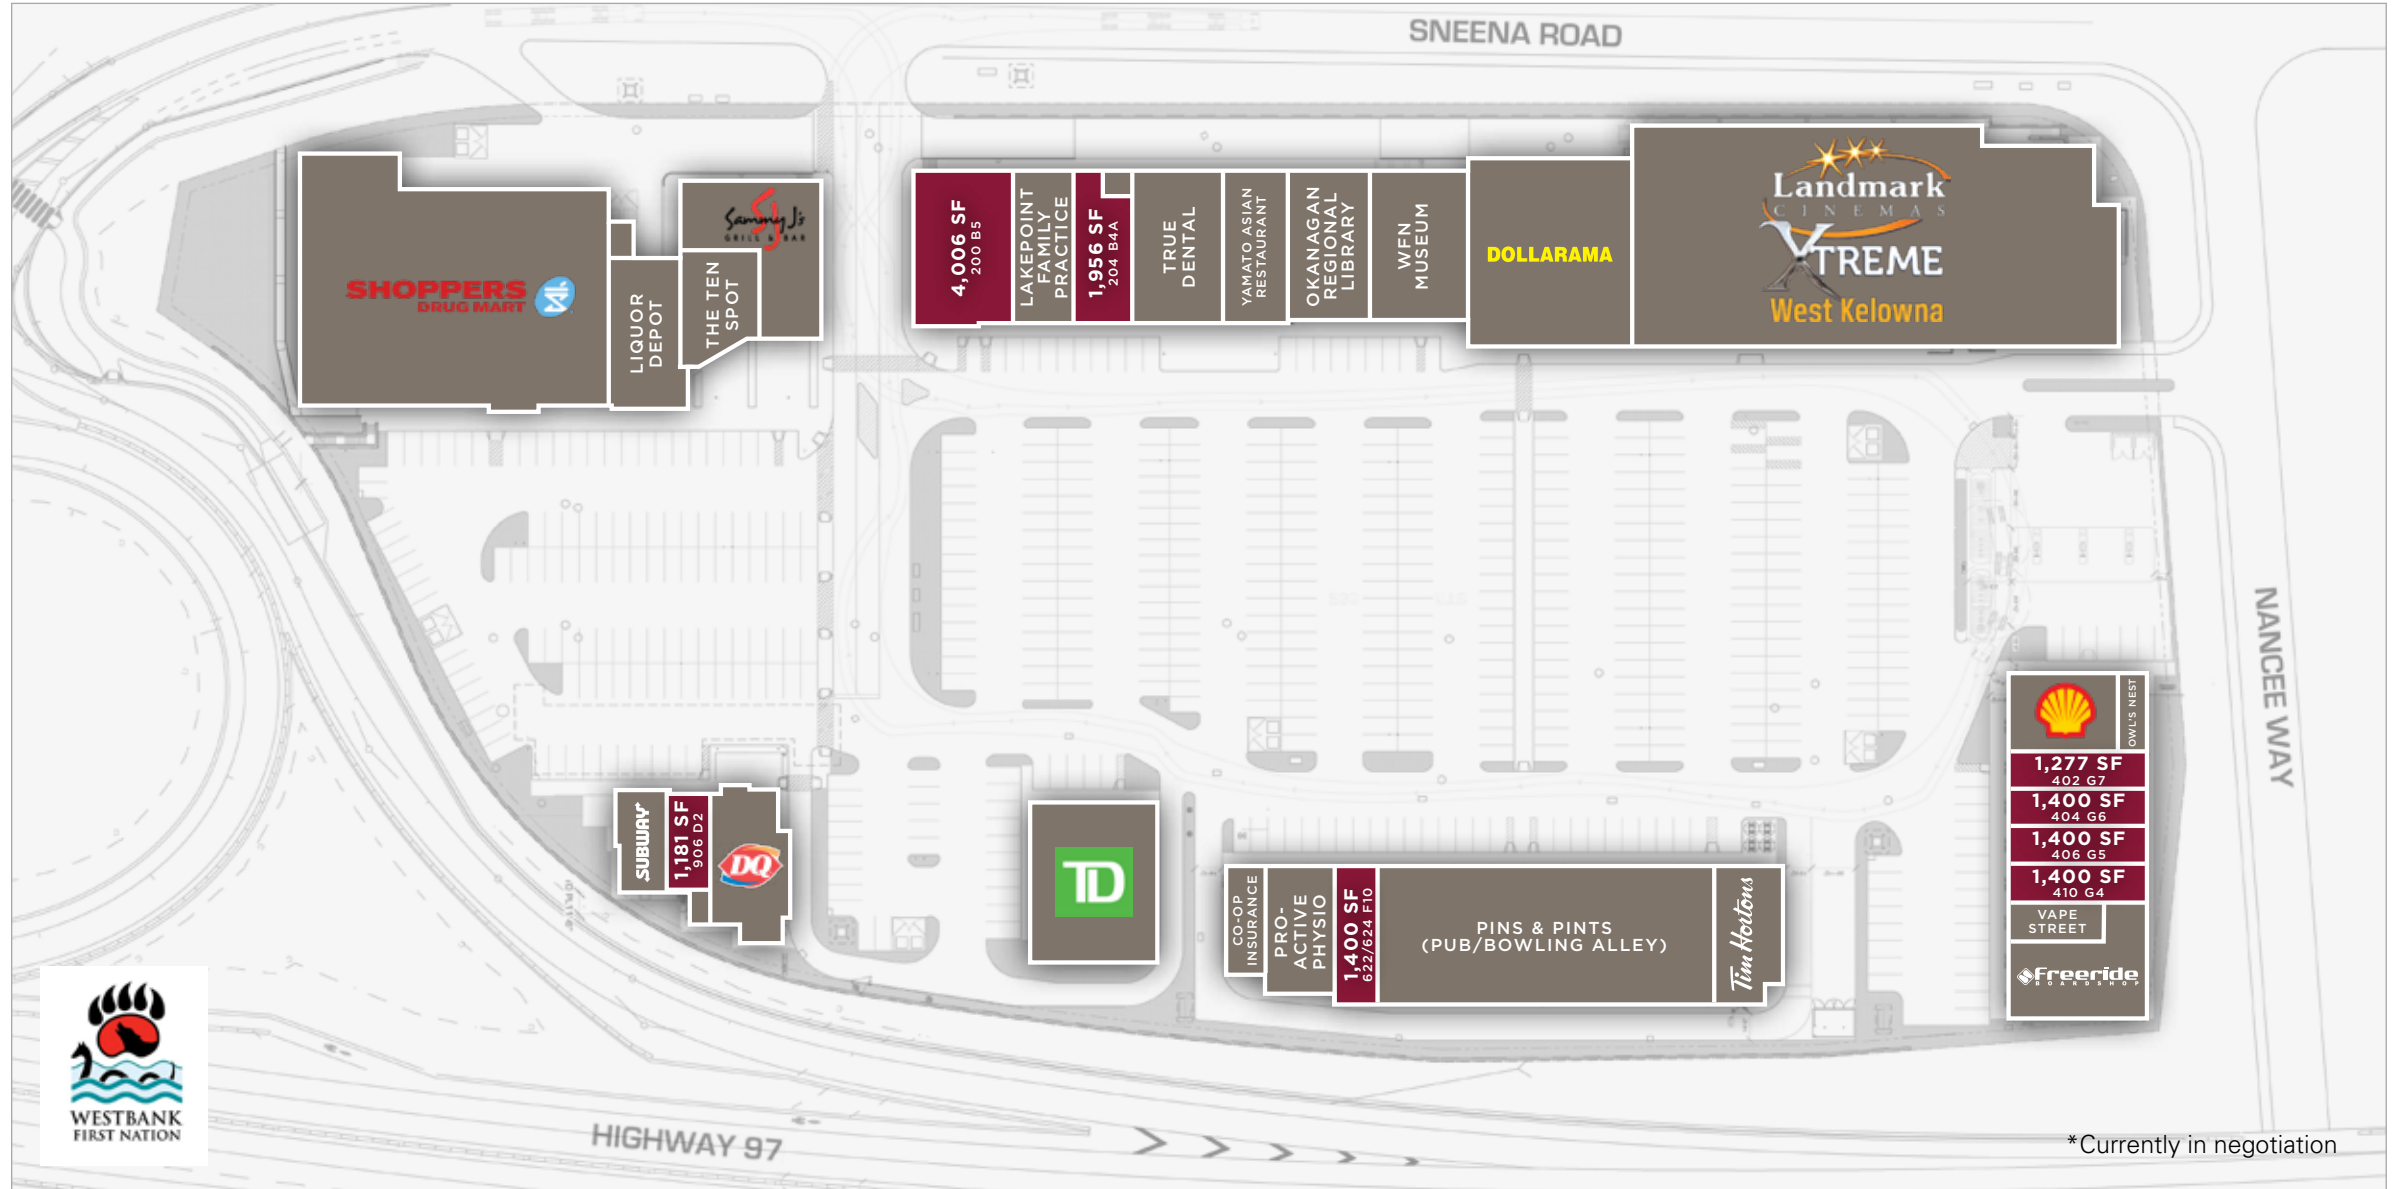 SNEENA ROAD
SHOPPERS
DRUG MART
LIQUOR
DEPOT
THE TEN
SPOT
Sammy J's
GRILL & BAR
4,006 SF
200 B5
LAKEPOINT
FAMILY
PRACTICE
1,956 SF
204 B4A
TRUE
DENTAL
YAMATO ASIAN
RESTAURANT
OKANAGAN
REGIONAL
LIBRARY
WFN
MUSEUM
DOLLARAMA
Landmark
CINEMAS
XTREME
West Kelowna
NANCEE WAY
OWL'S NEST
1,277 SF
402 G7
1,400 SF
404 G6
1,400 SF
406 G5
1,400 SF
410 G4
VAPE
STREET
Freeride
BOARDSHOP
SUBWAY
1,181 SF
906 D2
DQ
TD
CO-OP
INSURANCE
PRO-
ACTIVE
PHYSIO
1,400 SF
622/624 F10
PINS & PINTS
(PUB/BOWLING ALLEY)
Tim Hortons
WESTBANK
FIRST NATION
HIGHWAY 97
*Currently in negotiation